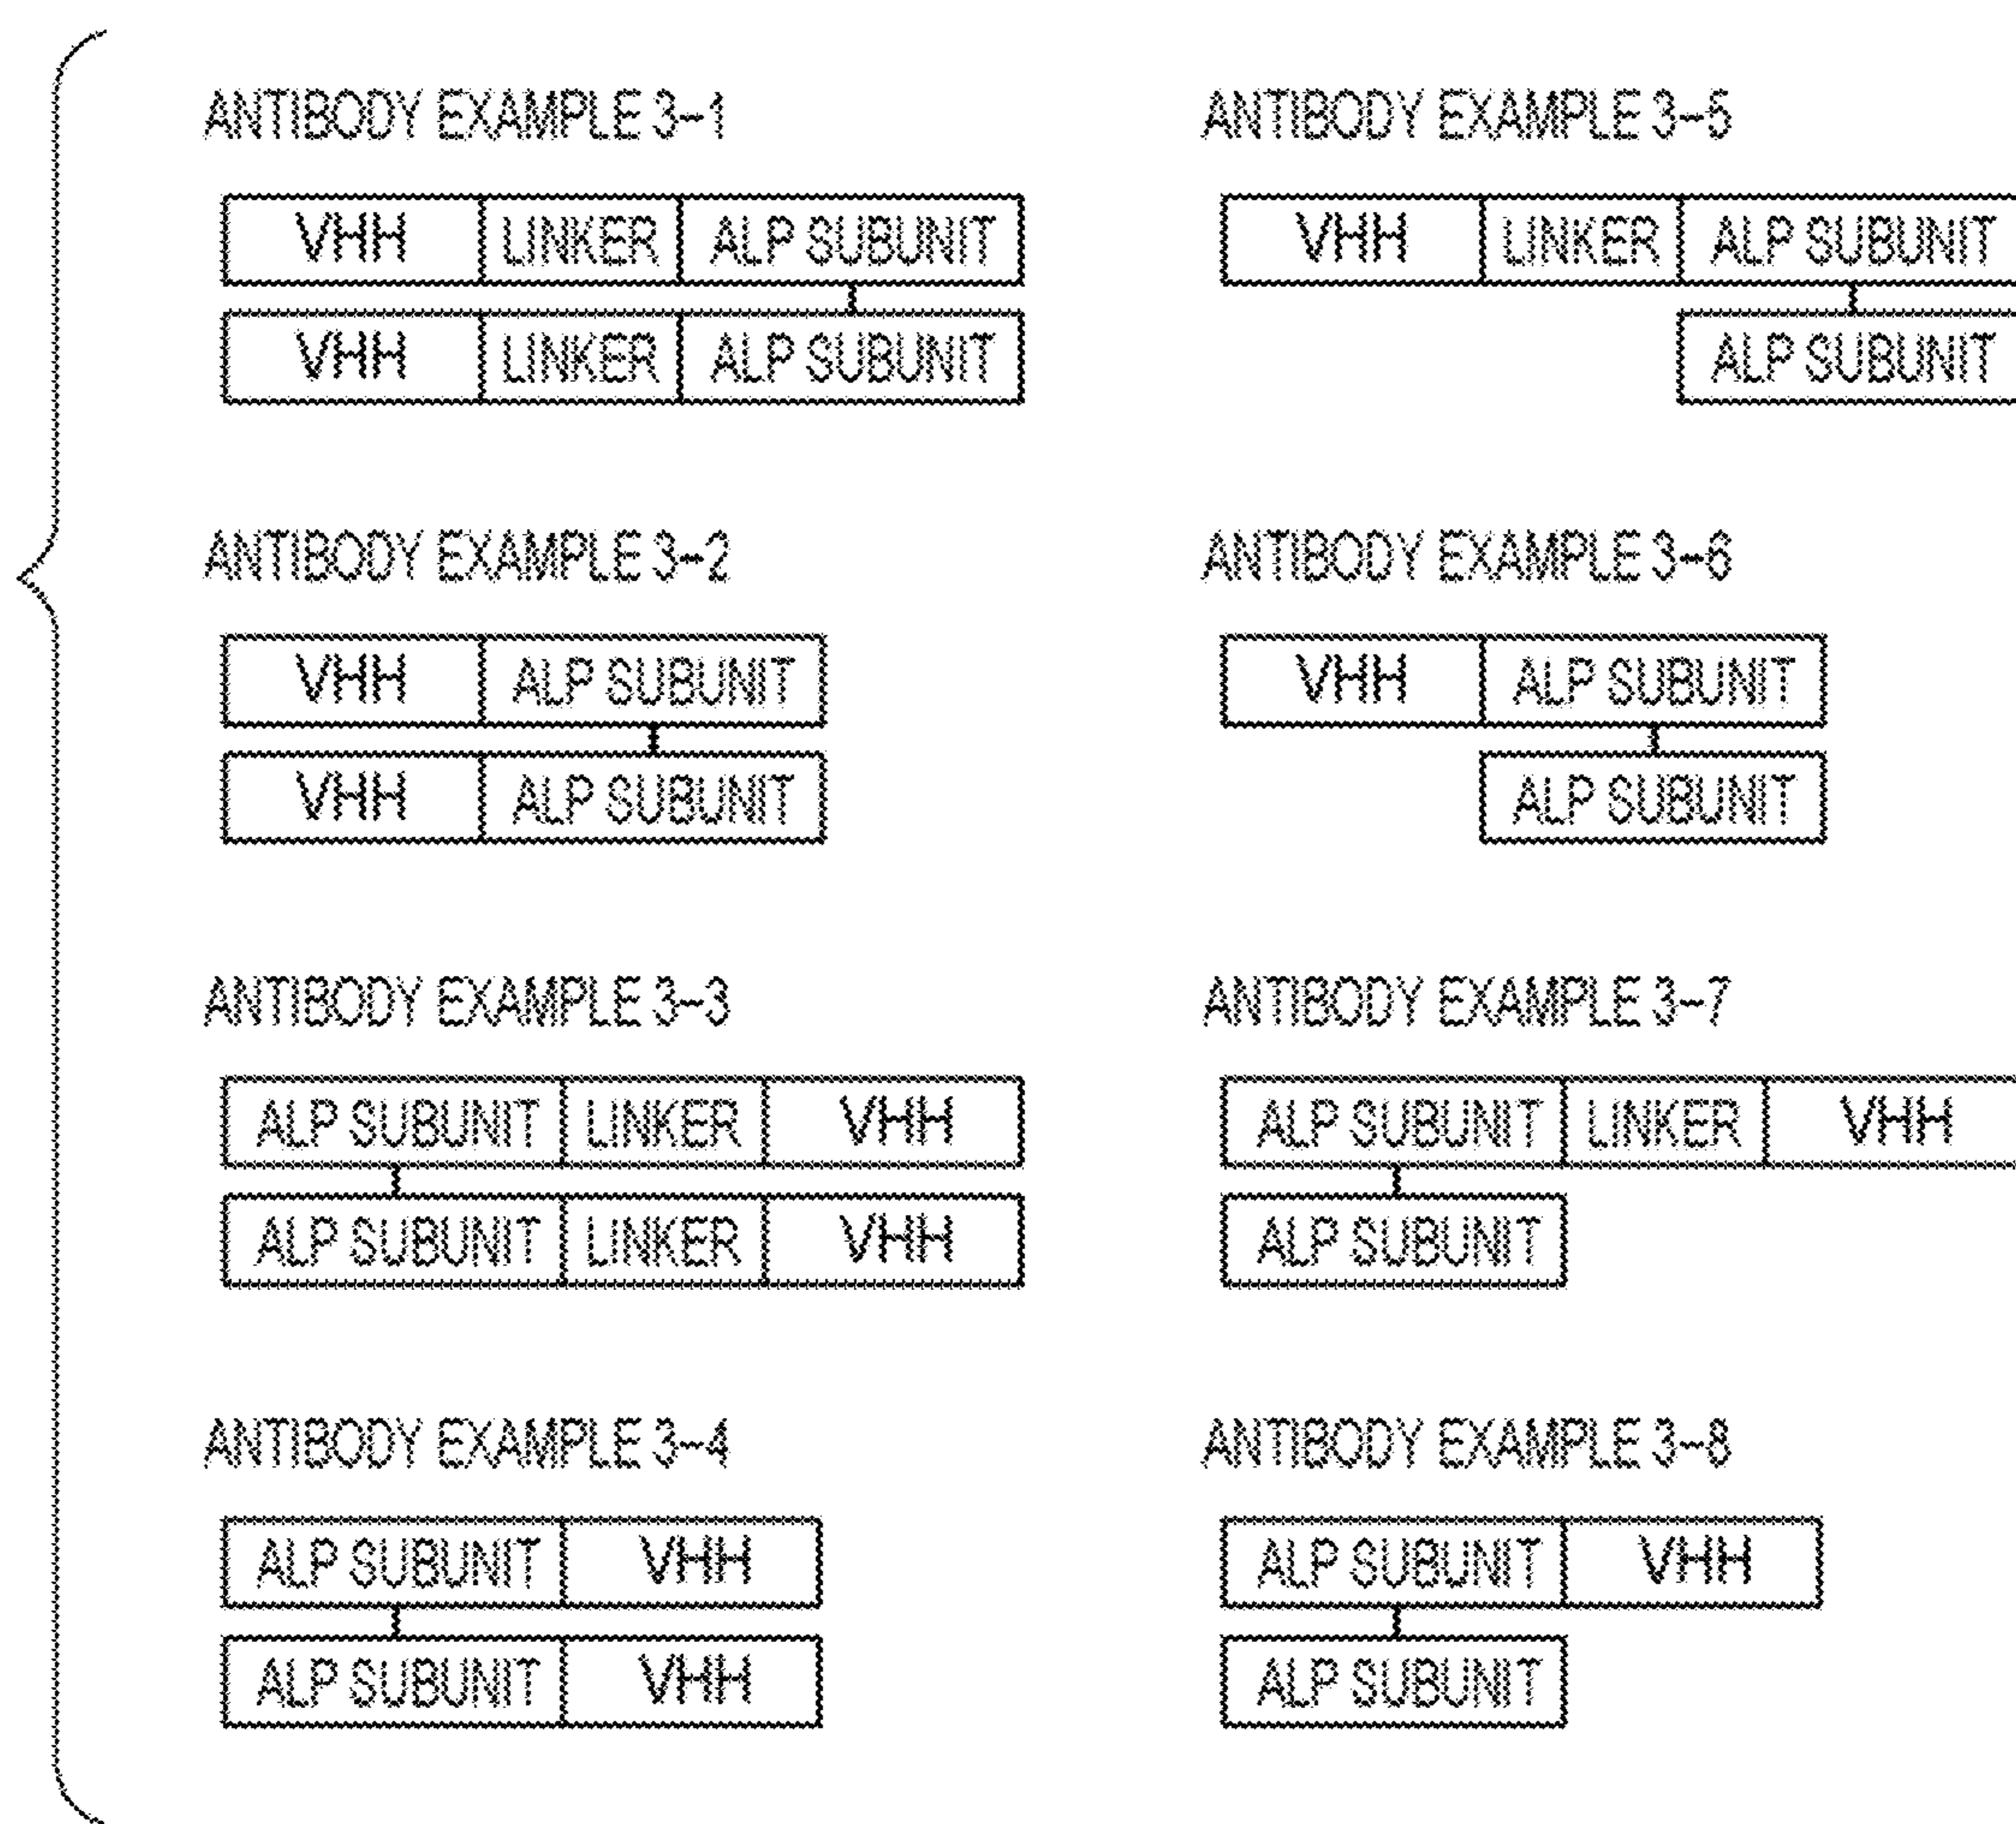 ANTIBODY EXAMPLE 3-1
VHH LINKER ALP SUBUNIT
VHH LINKER ALP SUBUNIT
ANTIBODY EXAMPLE 3-2
VHH ALP SUBUNIT
VHH ALP SUBUNIT
ANTIBODY EXAMPLE 3-3
ALP SUBUNIT LINKER VHH
ALP SUBUNIT LINKER VHH
ANTIBODY EXAMPLE 3-4
ALP SUBUNIT VHH
ALP SUBUNIT VHH
ANTIBODY EXAMPLE 3-5
VHH LINKER ALP SUBUNIT
ALP SUBUNIT
ANTIBODY EXAMPLE 3-6
VHH ALP SUBUNIT
ALP SUBUNIT
ANTIBODY EXAMPLE 3-7
ALP SUBUNIT LINKER VHH
ALP SUBUNIT
ANTIBODY EXAMPLE 3-8
ALP SUBUNIT VHH
ALP SUBUNIT